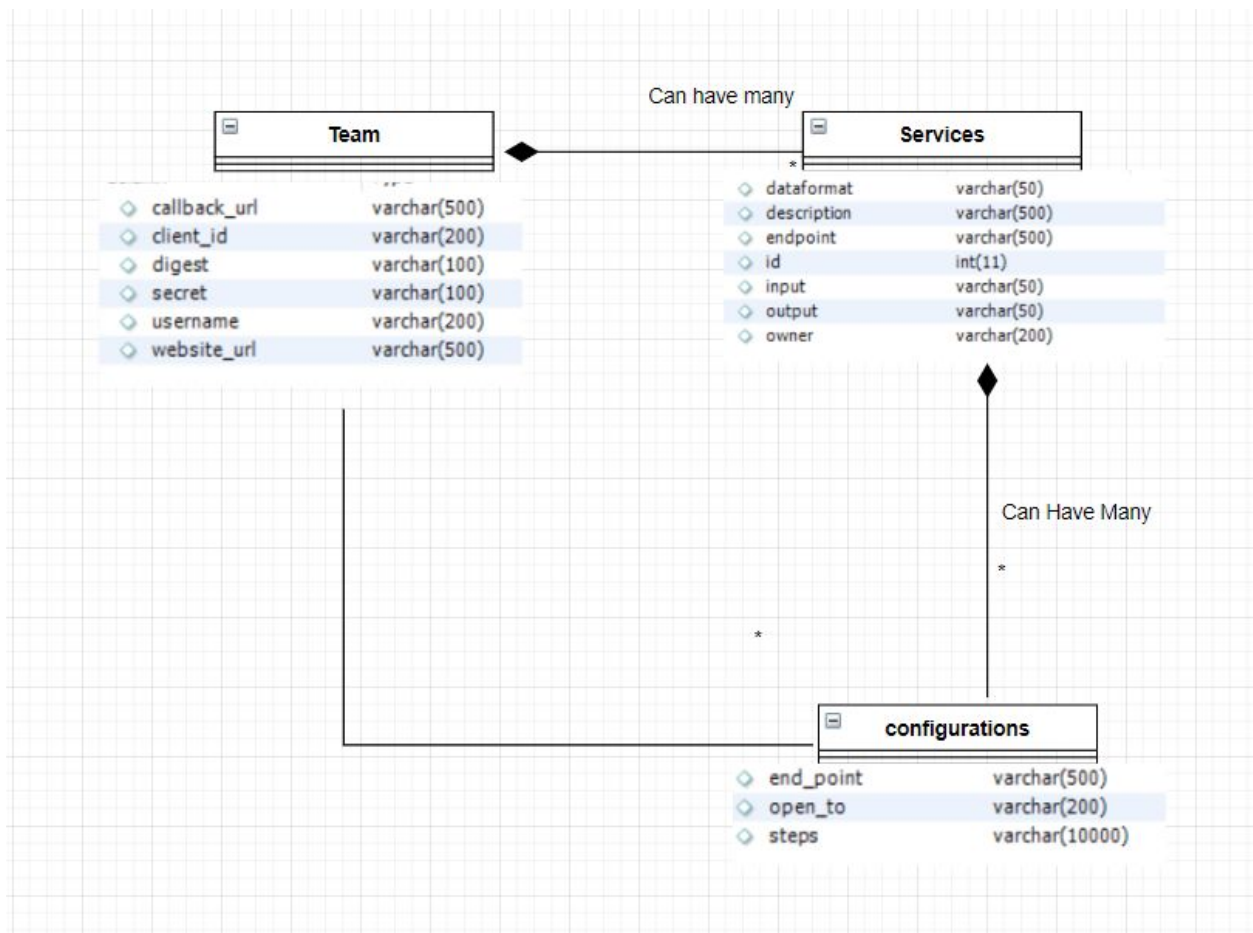 Can have many
Team
Services
*
callback_url varchar(500)
client_id varchar(200)
digest varchar(100)
secret varchar(100)
username varchar(200)
website_url varchar(500)
dataformat varchar(50)
description varchar(500)
endpoint varchar(500)
id int(11)
input varchar(50)
output varchar(50)
owner varchar(200)
Can Have Many
*
*
configurations
end_point varchar(500)
open_to varchar(200)
steps varchar(10000)